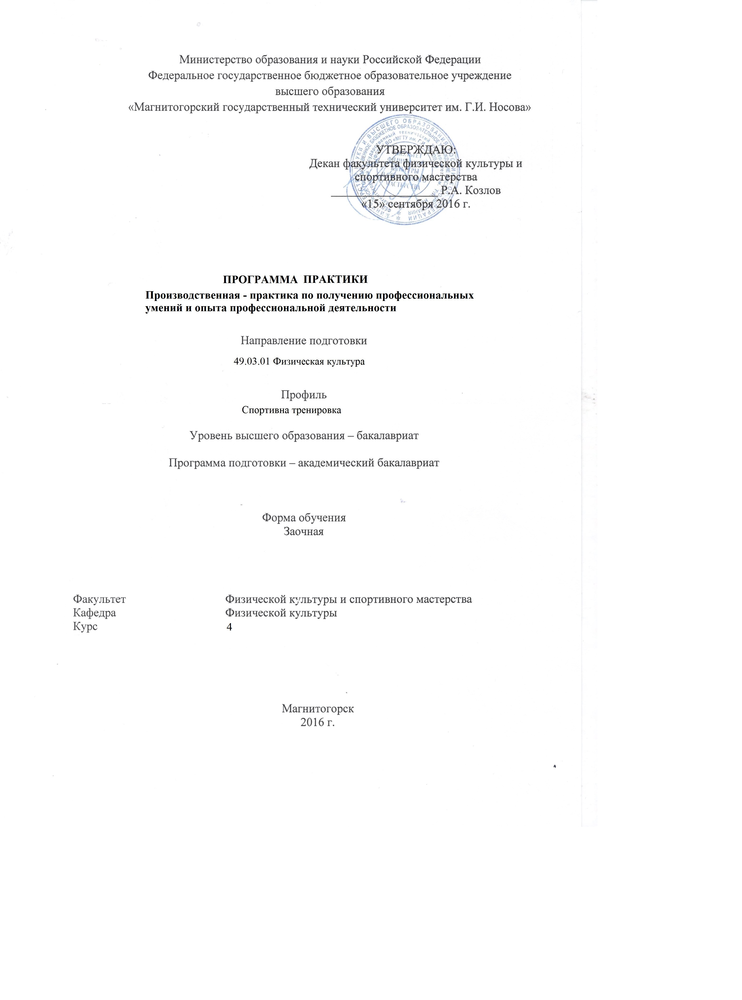 Министерство образования и науки Российской Федерации
Федеральное государственное бюджетное образовательное учреждение
высшего образования
«Магнитогорский государственный технический университет им. Г.И. Носова»
УТВЕРЖДАЮ:
Декан факультета физической культуры и
спортивного мастерства
Р.А. Козлов
«15» сентября 2016 г.
ПРОГРАММА ПРАКТИКИ
Производственная - практика по получению профессиональных
умений и опыта профессиональной деятельности
Направление подготовки
49.03.01 Физическая культура
Профиль
Спортивна тренировка
Уровень высшего образования – бакалавриат
Программа подготовки – академический бакалавриат
Форма обучения
Заочная
Факультет Физической культуры и спортивного мастерства
Кафедра Физической культуры
Курс 4
Магнитогорск
2016 г.